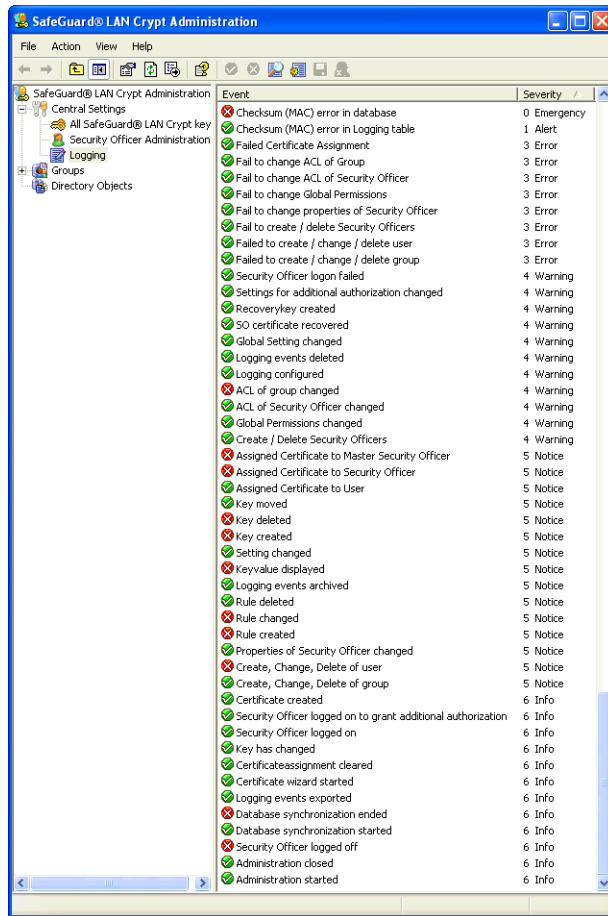 SafeGuard® LAN Crypt Administration
File Action View Help
SafeGuard® LAN Crypt Administration
Central Settings
All SafeGuard® LAN Crypt key
Security Officer Administration
Logging
Groups
Directory Objects
Event Severity
Checksum (MAC) error in database 0 Emergency
Checksum (MAC) error in Logging table 1 Alert
Failed Certificate Assignment 3 Error
Fail to change ACL of Group 3 Error
Fail to change ACL of Security Officer 3 Error
Fail to change Global Permissions 3 Error
Fail to change properties of Security Officer 3 Error
Fail to create / delete Security Officers 3 Error
Failed to create / change / delete user 3 Error
Failed to create / change / delete group 3 Error
Security Officer logon failed 4 Warning
Settings for additional authorization changed 4 Warning
Recoverykey created 4 Warning
SO certificate recovered 4 Warning
Global Setting changed 4 Warning
Logging events deleted 4 Warning
Logging configured 4 Warning
ACL of group changed 4 Warning
ACL of Security Officer changed 4 Warning
Global Permissions changed 4 Warning
Create / Delete Security Officers 4 Warning
Assigned Certificate to Master Security Officer 5 Notice
Assigned Certificate to Security Officer 5 Notice
Assigned Certificate to User 5 Notice
Key moved 5 Notice
Key deleted 5 Notice
Key created 5 Notice
Setting changed 5 Notice
Keyvalue displayed 5 Notice
Logging events archived 5 Notice
Rule deleted 5 Notice
Rule changed 5 Notice
Rule created 5 Notice
Properties of Security Officer changed 5 Notice
Create, Change, Delete of user 5 Notice
Create, Change, Delete of group 5 Notice
Certificate created 6 Info
Security Officer logged on to grant additional authorization 6 Info
Security Officer logged on 6 Info
Key has changed 6 Info
Certificateassignment cleared 6 Info
Certificate wizard started 6 Info
Logging events exported 6 Info
Database synchronization ended 6 Info
Database synchronization started 6 Info
Security Officer logged off 6 Info
Administration closed 6 Info
Administration started 6 Info